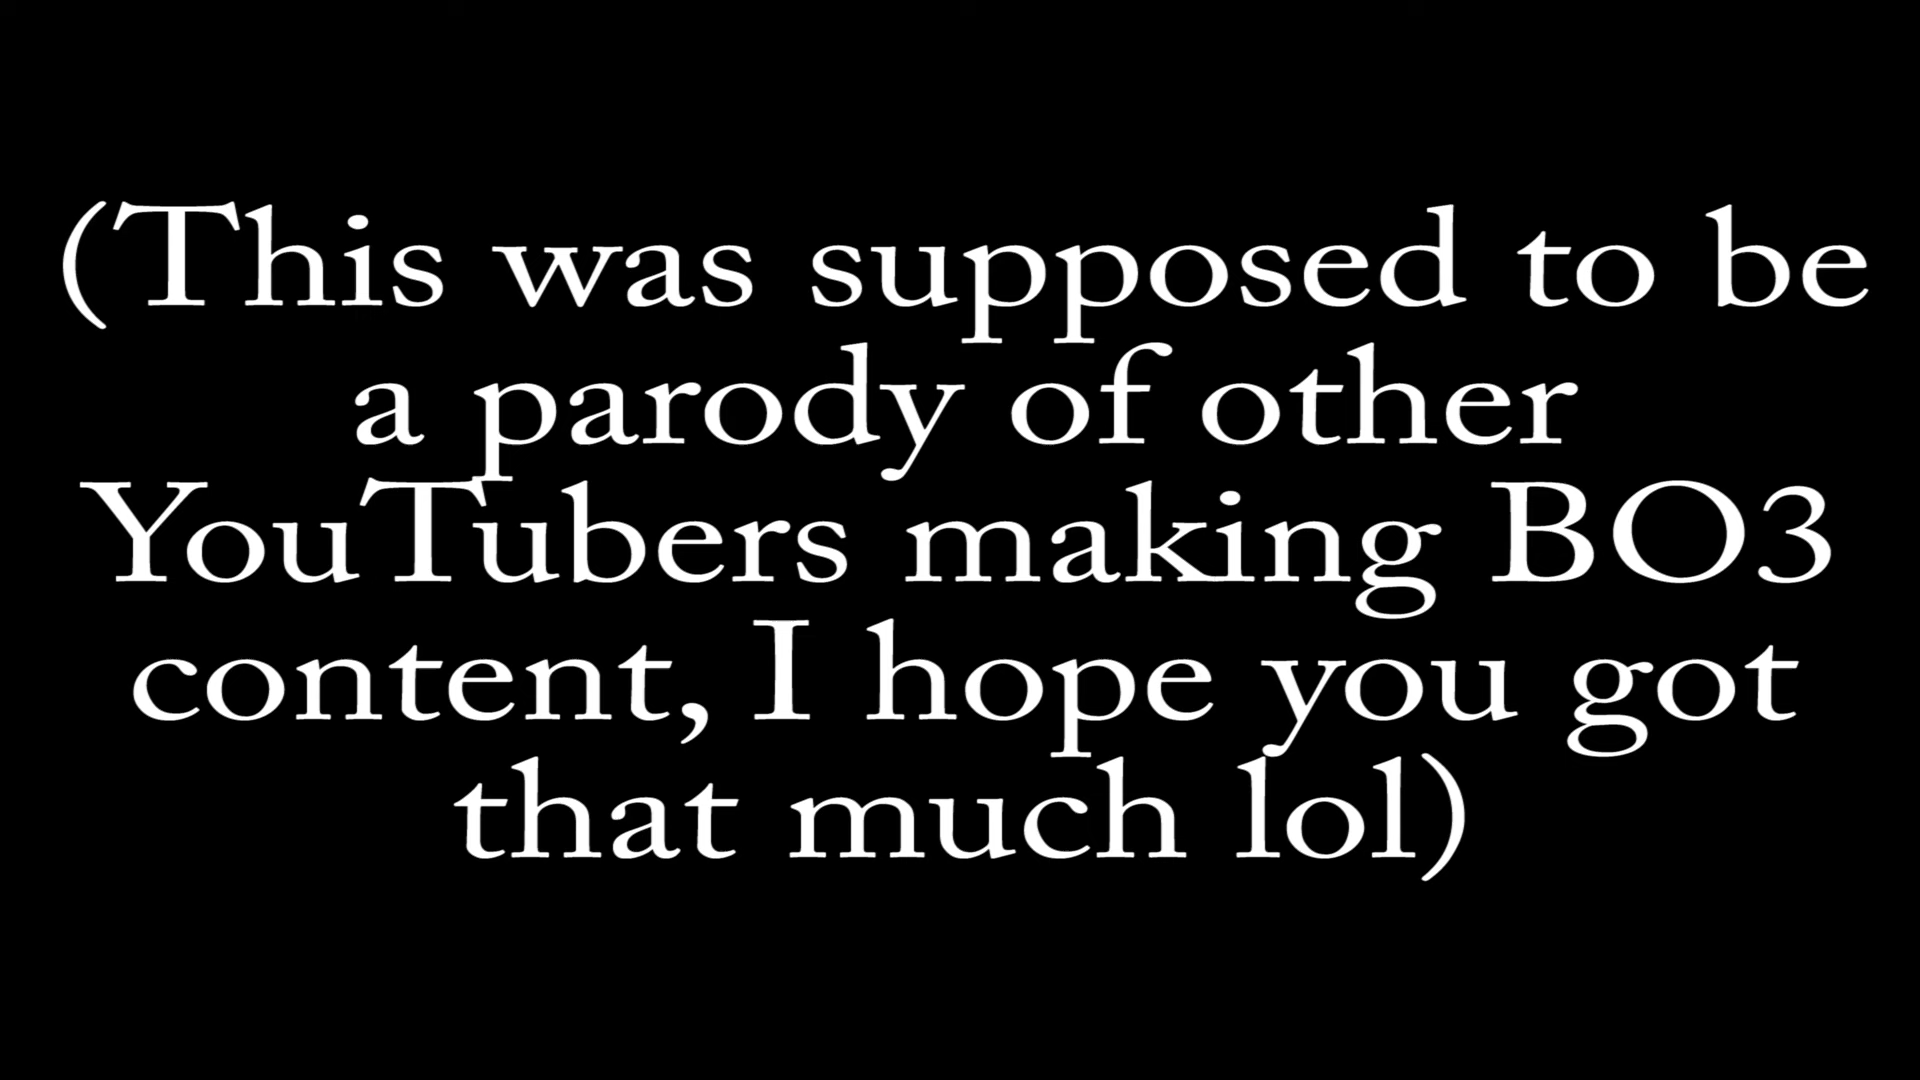 (This was supposed to be
a parody of other
YouTubers making BO3
content, I hope you got
that much lol)